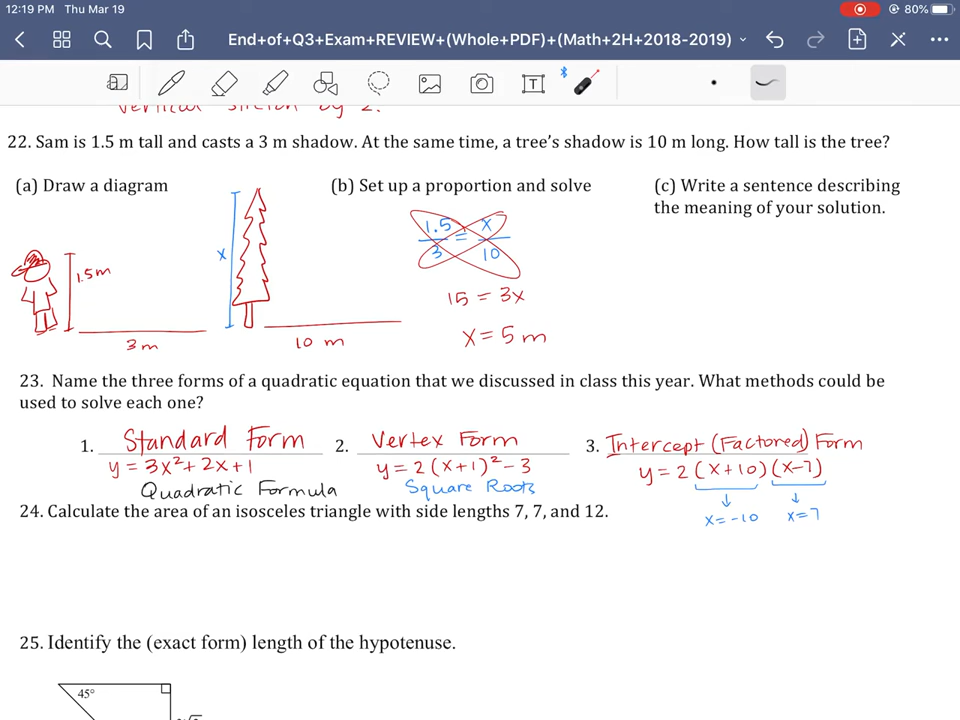 12:19 PM Thu Mar 19
80%
End+of+Q3+Exam+REVIEW+(Whole+PDF)+(Math+2H+2018-2019)
T
Vertical stretch by 2.
22. Sam is 1.5 m tall and casts a 3 m shadow. At the same time, a tree's shadow is 10 m long. How tall is the tree?
(a) Draw a diagram
(b) Set up a proportion and solve
(c) Write a sentence describing
the meaning of your solution.
1.5 m
3 m
x
10 m
1.5/3 = x/10
15 = 3x
x = 5 m
23. Name the three forms of a quadratic equation that we discussed in class this year. What methods could be
used to solve each one?
1. Standard Form 2. Vertex Form 3. Intercept (Factored) Form
y = 3x²+2x+1 y = 2(x+1)²-3 y = 2(x+10)(x-7)
Quadratic Formula Square Roots
x=-10 x=7
24. Calculate the area of an isosceles triangle with side lengths 7, 7, and 12.
25. Identify the (exact form) length of the hypotenuse.
45°